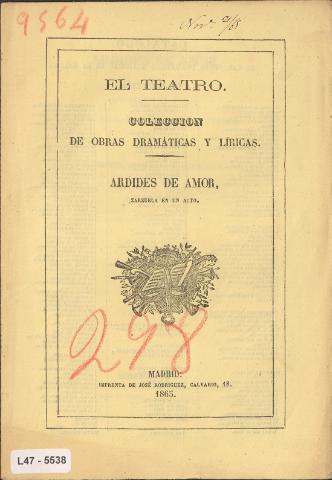 9564
Nov.e 9/65
EL TEATRO.
COLECCION
DE OBRAS DRAMÁTICAS Y LÍRICAS.
ARDIDES DE AMOR,
ZARZUELA EN UN ACTO.
298
MADRID:
IMPRENTA DE JOSÉ RODRIGUEZ, CALVARIO, 18.
1865.
L47 - 5538